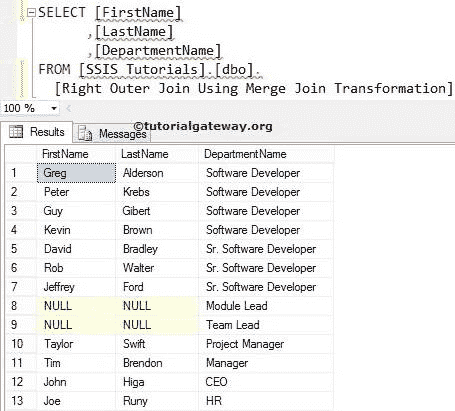 SELECT [FirstName]
,[LastName]
,[DepartmentName]
FROM [SSIS Tutorials].[dbo].
[Right Outer Join Using Merge Join Transformation]
100 %
©tutorialgateway.org
Results Messages
FirstName LastName DepartmentName
1 Greg Alderson Software Developer
2 Peter Krebs Software Developer
3 Guy Gibert Software Developer
4 Kevin Brown Software Developer
5 David Bradley Sr. Software Developer
6 Rob Walter Sr. Software Developer
7 Jeffrey Ford Sr. Software Developer
8 NULL NULL Module Lead
9 NULL NULL Team Lead
10 Taylor Swift Project Manager
11 Tim Brendon Manager
12 John Higa CEO
13 Joe Runy HR